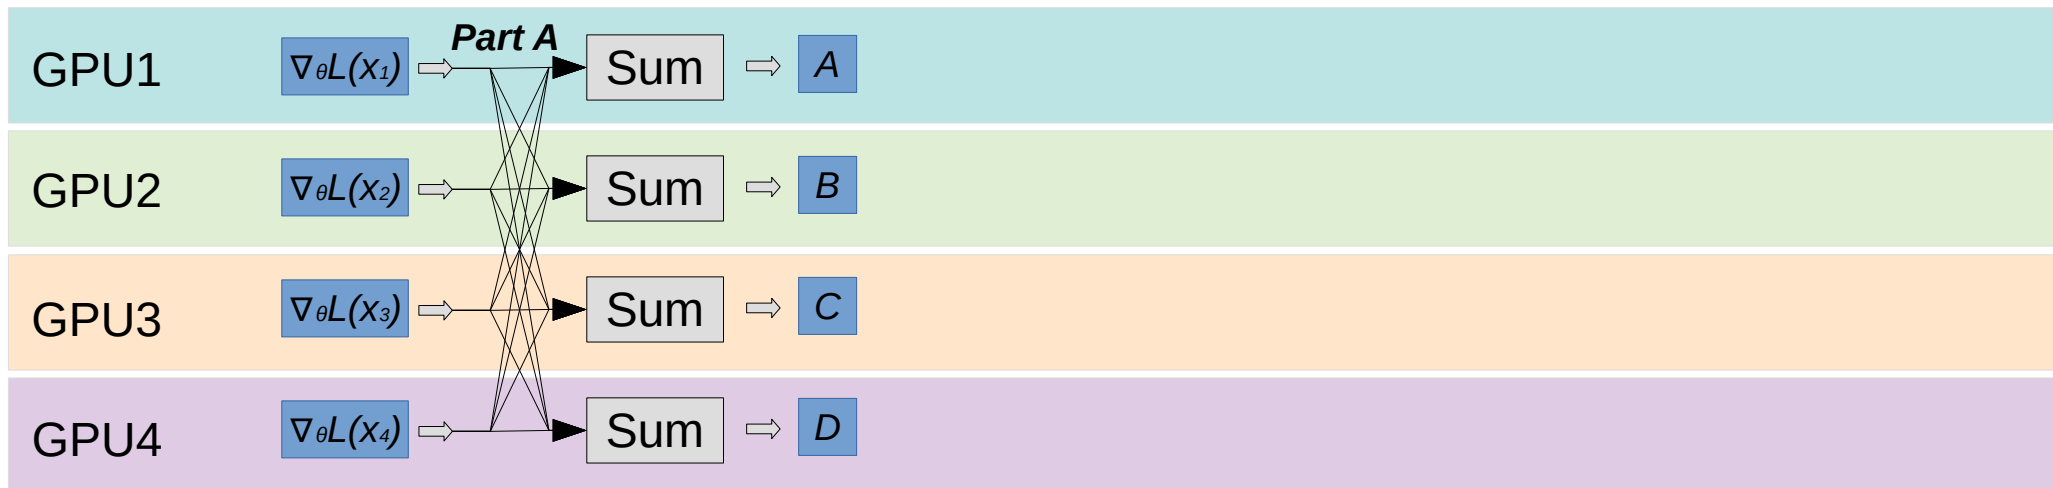 Part A
GPU1 ∇θL(x1) Sum A
GPU2 ∇θL(x2) Sum B
GPU3 ∇θL(x3) Sum C
GPU4 ∇θL(x4) Sum D